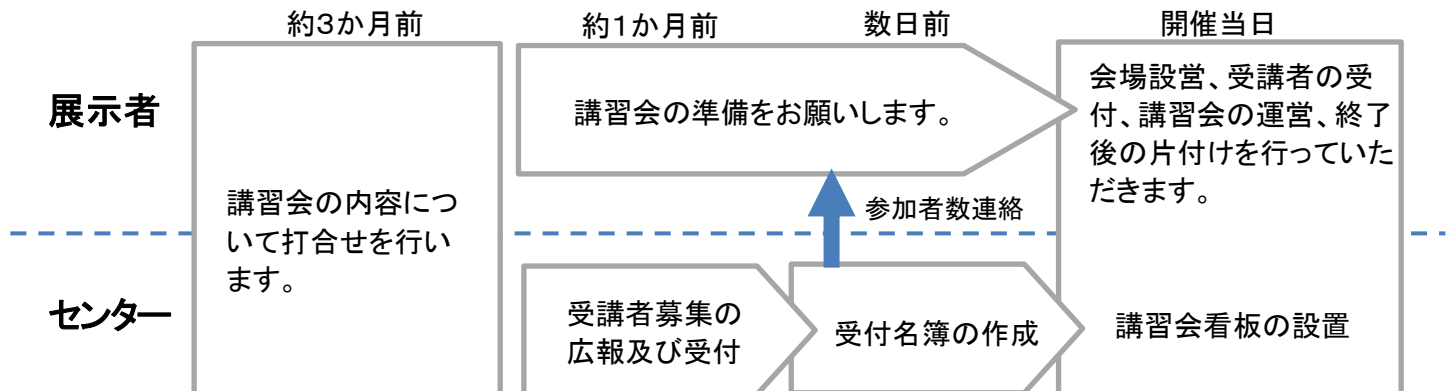 約3か月前
約1か月前
数日前
開催当日
展示者
講習会の準備をお願いします。
会場設営、受講者の受
付、講習会の運営、終了
後の片付けを行っていた
だきます。
講習会の内容につ
いて打合せを行い
ます。
参加者数連絡
センター
受講者募集の
広報及び受付
受付名簿の作成
講習会看板の設置